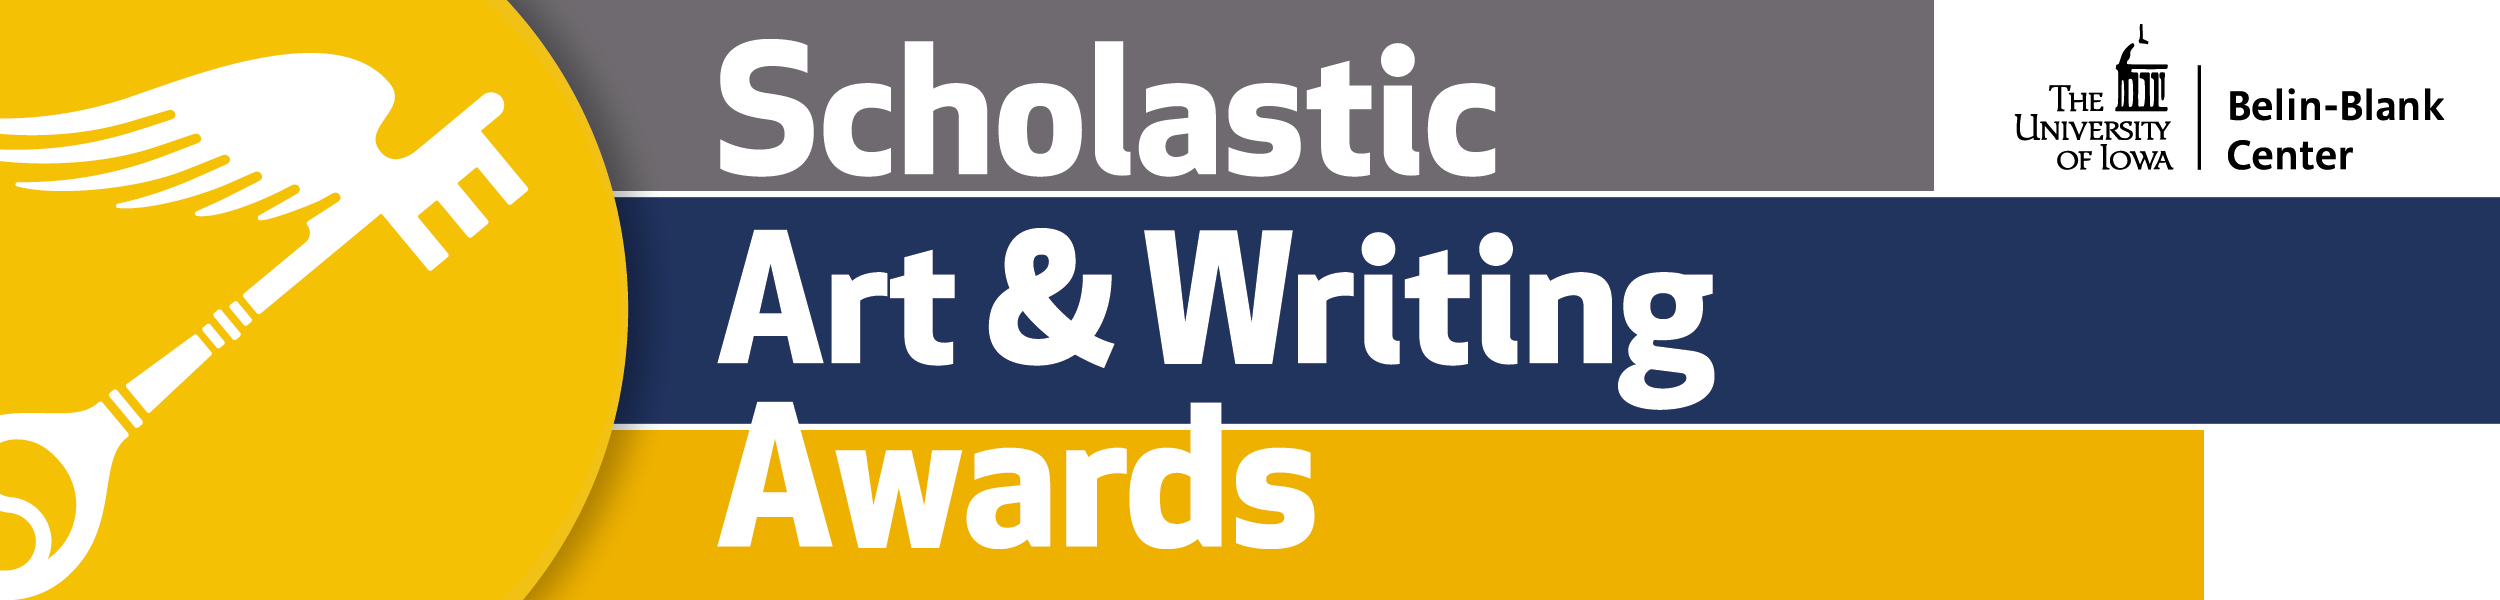 Scholastic
Art & Writing
Awards
THE
UNIVERSITY
OF IOWA
Belin-Blank
Center